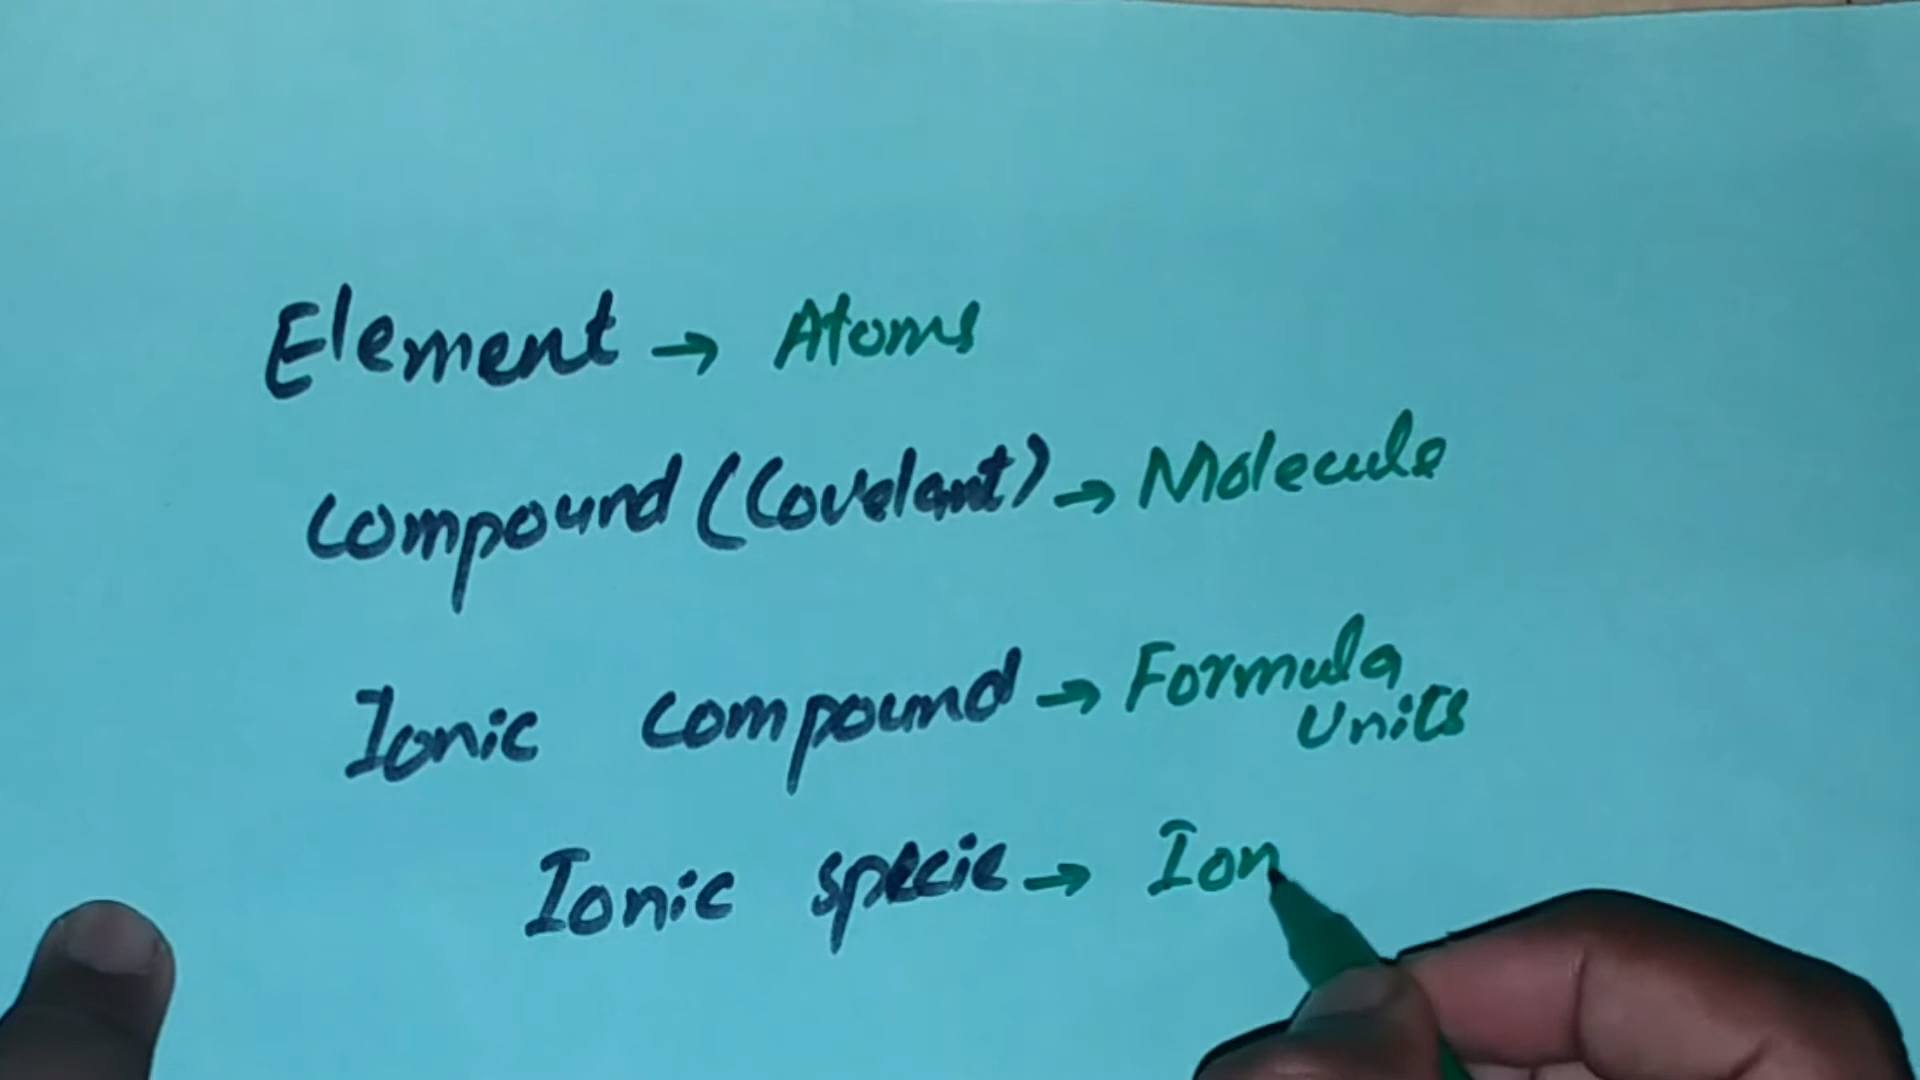 Element → Atoms
Compound (Covelant) → Molecule
Ionic compound → Formula
Units
Ionic specie → Ion